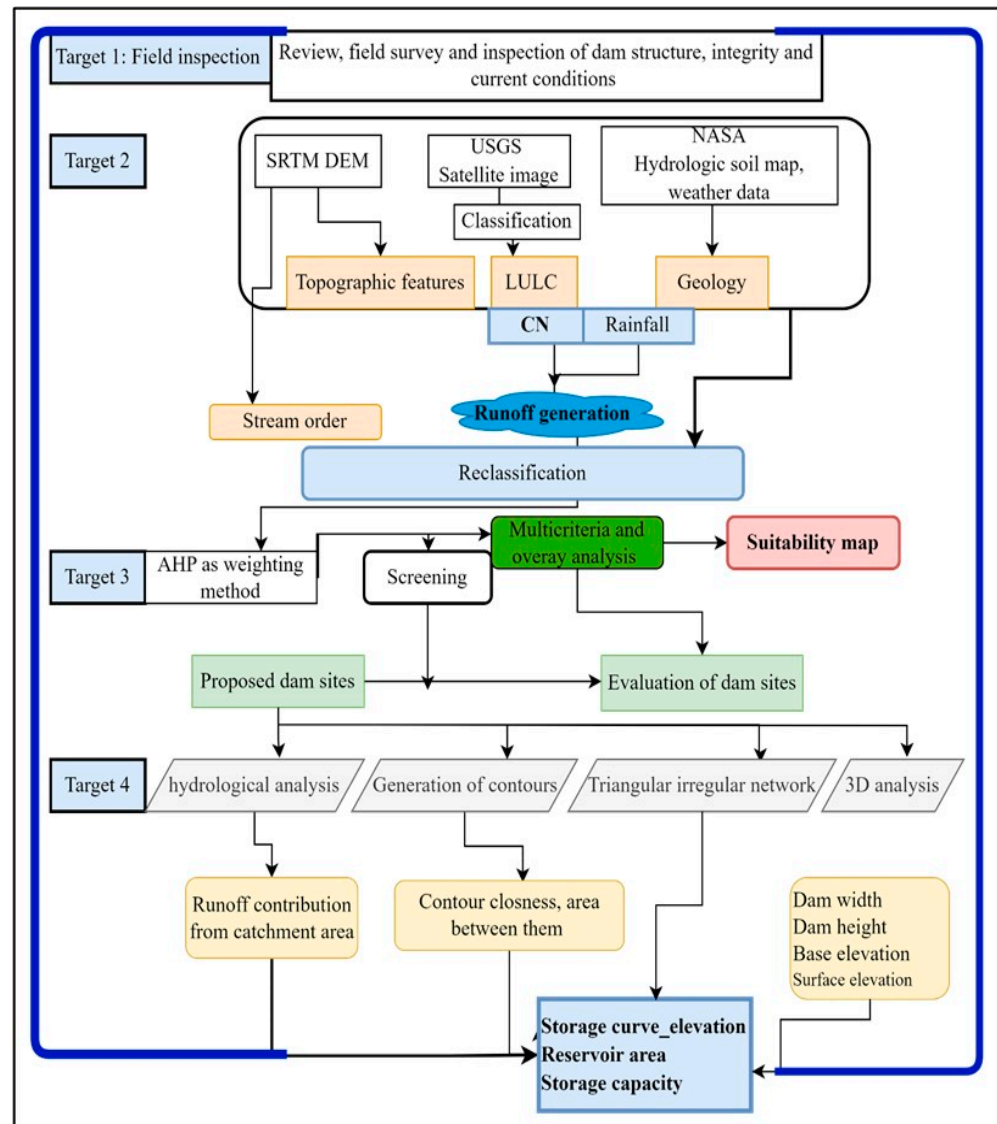 Target 1: Field inspection
Review, field survey and inspection of dam structure, integrity and
current conditions
Target 2
SRTM DEM
USGS
Satellite image
NASA
Hydrologic soil map,
weather data
Classification
Topographic features
LULC
Geology
CN
Rainfall
Stream order
Runoff generation
Reclassification
Target 3
AHP as weighting
method
Screening
Multicriteria and
overay analysis
Suitability map
Proposed dam sites
Evaluation of dam sites
Target 4
hydrological analysis
Generation of contours
Triangular irregular network
3D analysis
Runoff contribution
from catchment area
Contour closness, area
between them
Dam width
Dam height
Base elevation
Surface elevation
Storage curve_elevation
Reservoir area
Storage capacity